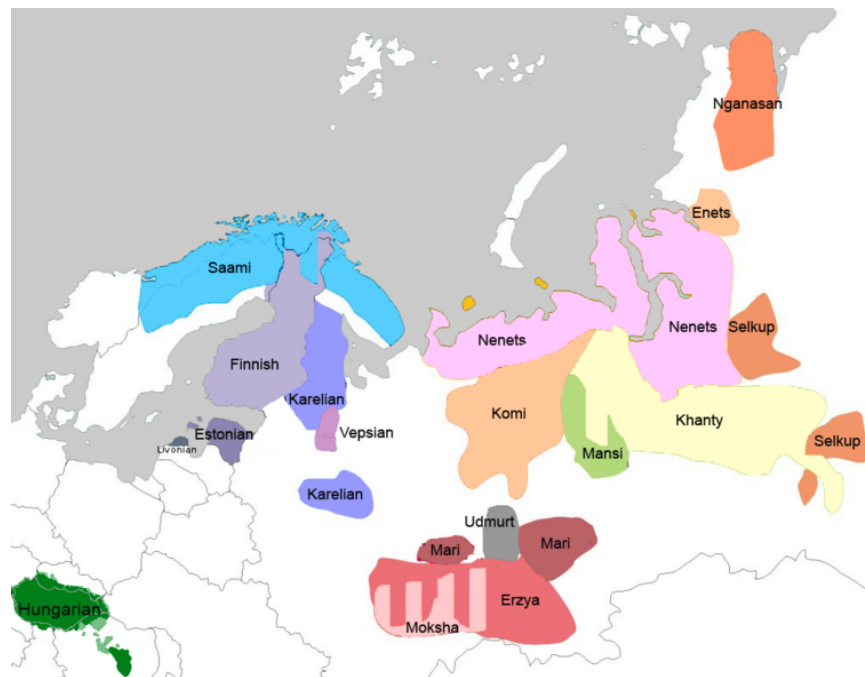 Nganasan
Enets
Saami
Nenets
Selkup
Nenets
Finnish
Karelian
Komi
Khanty
Estonian
Vepsian
Livonian
Selkup
Mansi
Karelian
Udmurt
Mari
Mari
Erzya
Hungarian
Moksha